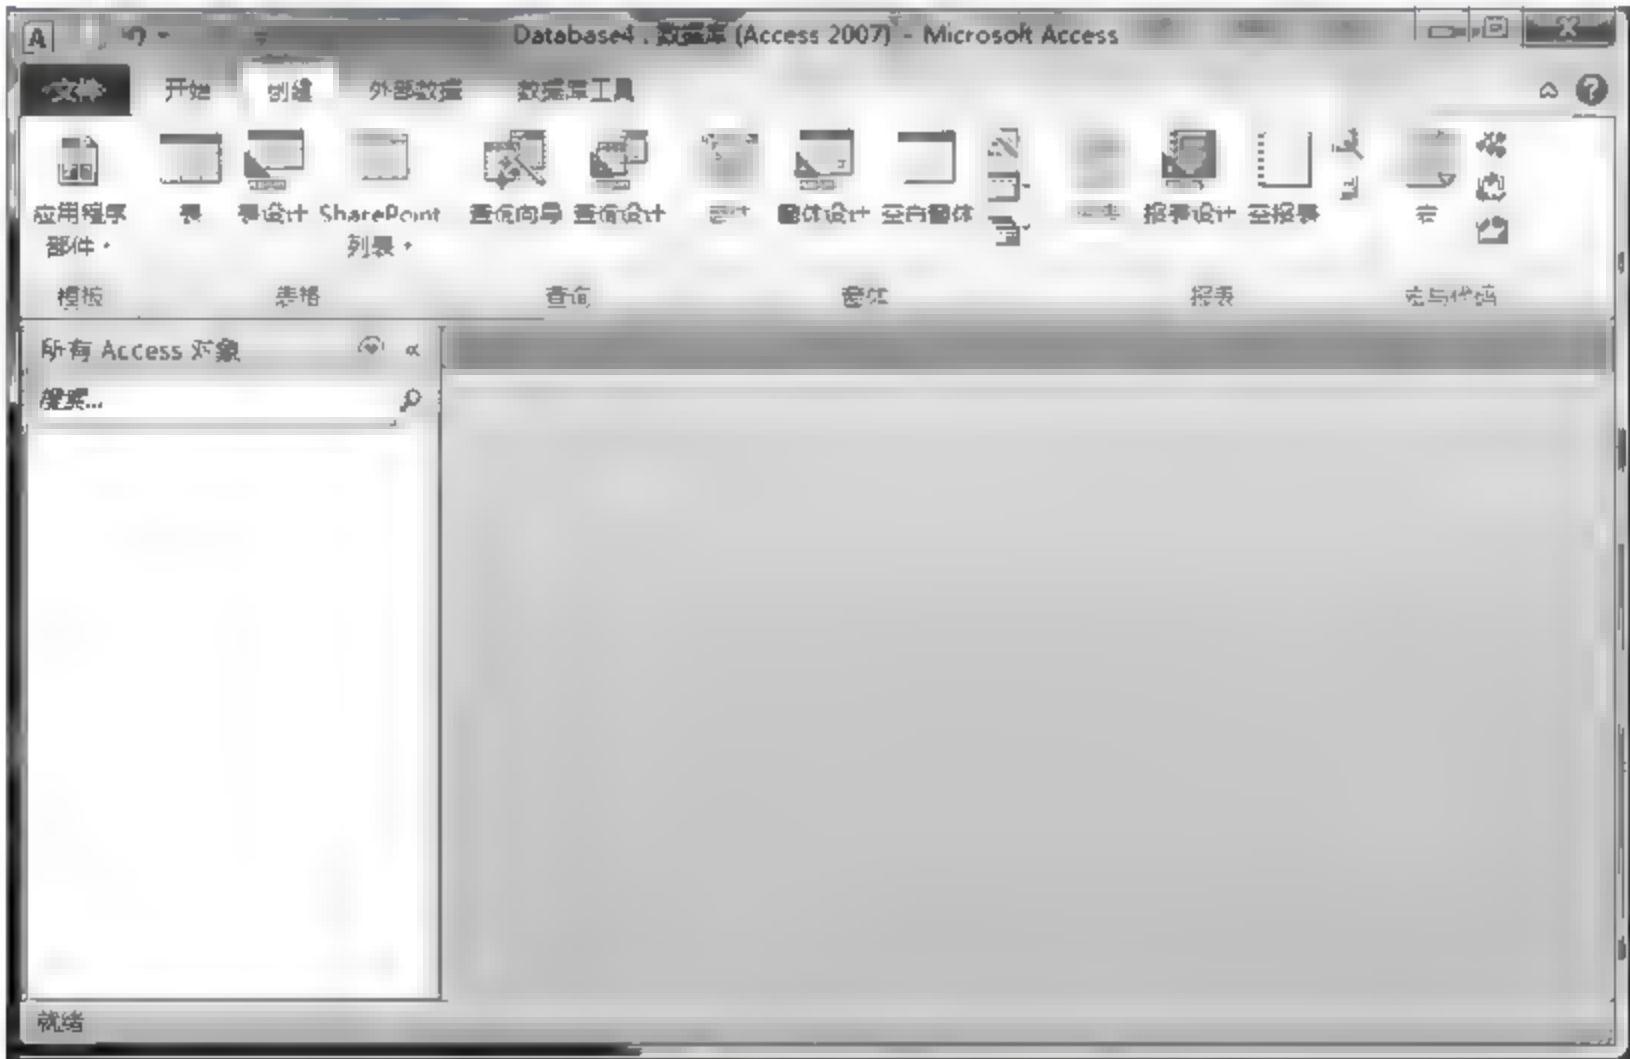 A
Database4 : 数据库 (Access 2007) - Microsoft Access
文件 开始 创建 外部数据 数据库工具
应用程序 表 表设计 SharePoint 查询向导 查询设计 窗体设计 空白窗体 报表设计 空报表 宏
部件 列表
模板 表格 查询 窗体 报表 宏与代码
所有 Access 对象 «
搜索...
就绪